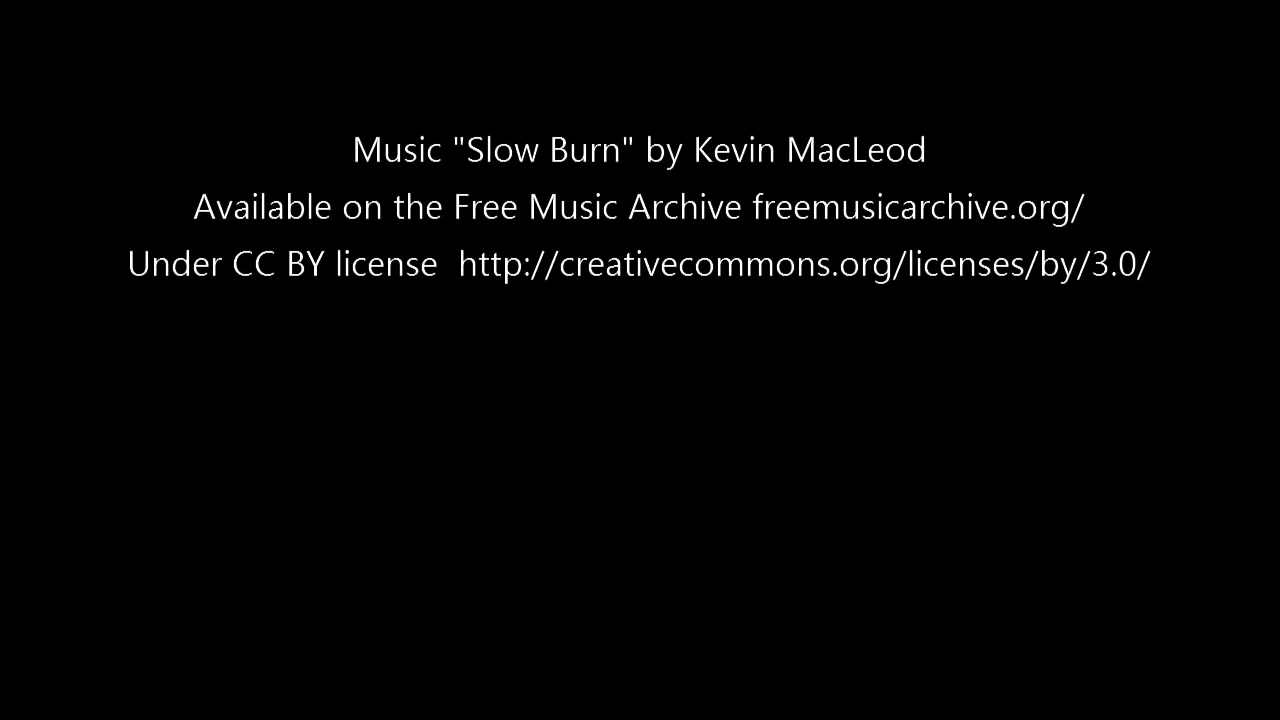 Music "Slow Burn" by Kevin MacLeod
Available on the Free Music Archive freemusicarchive.org/
Under CC BY license  http://creativecommons.org/licenses/by/3.0/